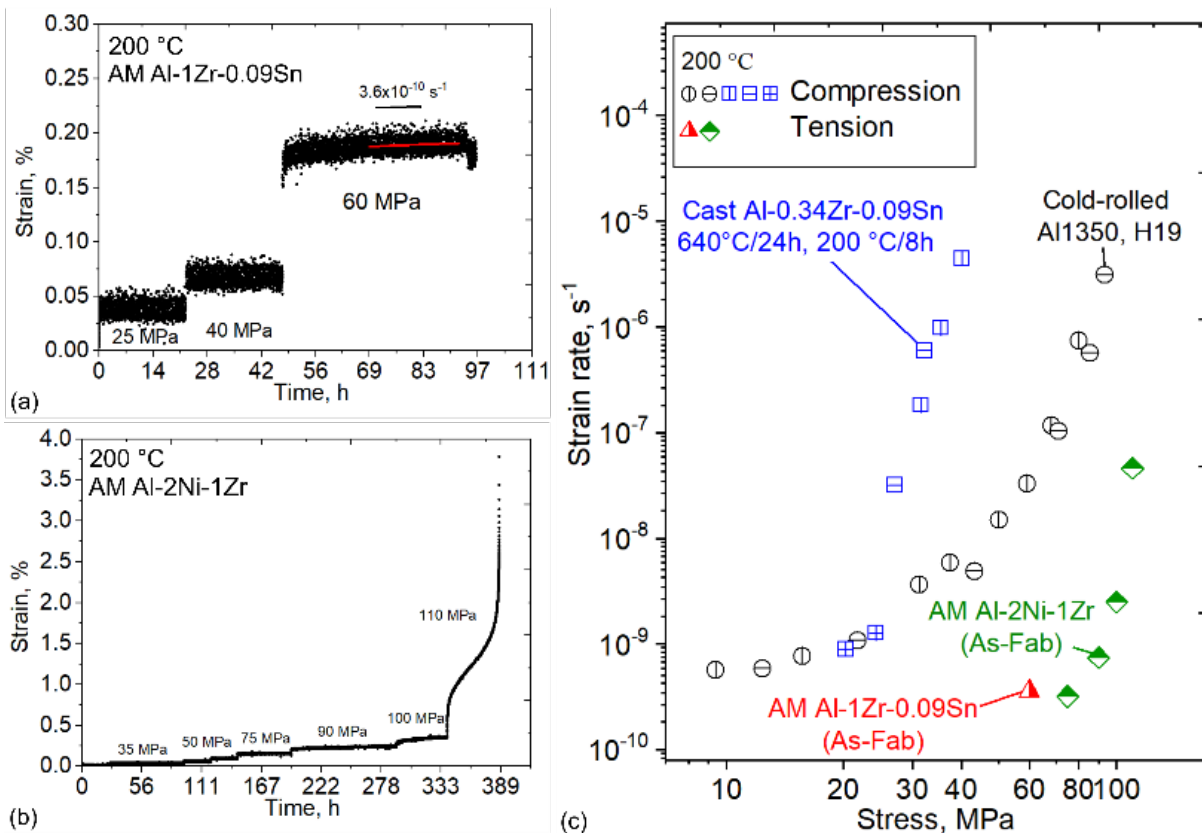 0.30
0.25
0.20
0.15
0.10
0.05
0.00
Strain, %
200 °C
AM Al-1Zr-0.09Sn
3.6x10⁻¹⁰ s⁻¹
60 MPa
40 MPa
25 MPa
0 14 28 42 56 69 83 97 111
Time, h
(a)
4.0
3.5
3.0
2.5
2.0
1.5
1.0
0.5
0.0
Strain, %
200 °C
AM Al-2Ni-1Zr
110 MPa
100 MPa
90 MPa
75 MPa
50 MPa
35 MPa
0 56 111 167 222 278 333 389
Time, h
(b)
10⁻⁴
10⁻⁵
10⁻⁶
10⁻⁷
10⁻⁸
10⁻⁹
10⁻¹⁰
Strain rate, s⁻¹
200 °C
Compression
Tension
Cast Al-0.34Zr-0.09Sn
640°C/24h, 200 °C/8h
Cold-rolled
Al1350, H19
AM Al-2Ni-1Zr
(As-Fab)
AM Al-1Zr-0.09Sn
(As-Fab)
10 20 30 40 60 80 100
Stress, MPa
(c)